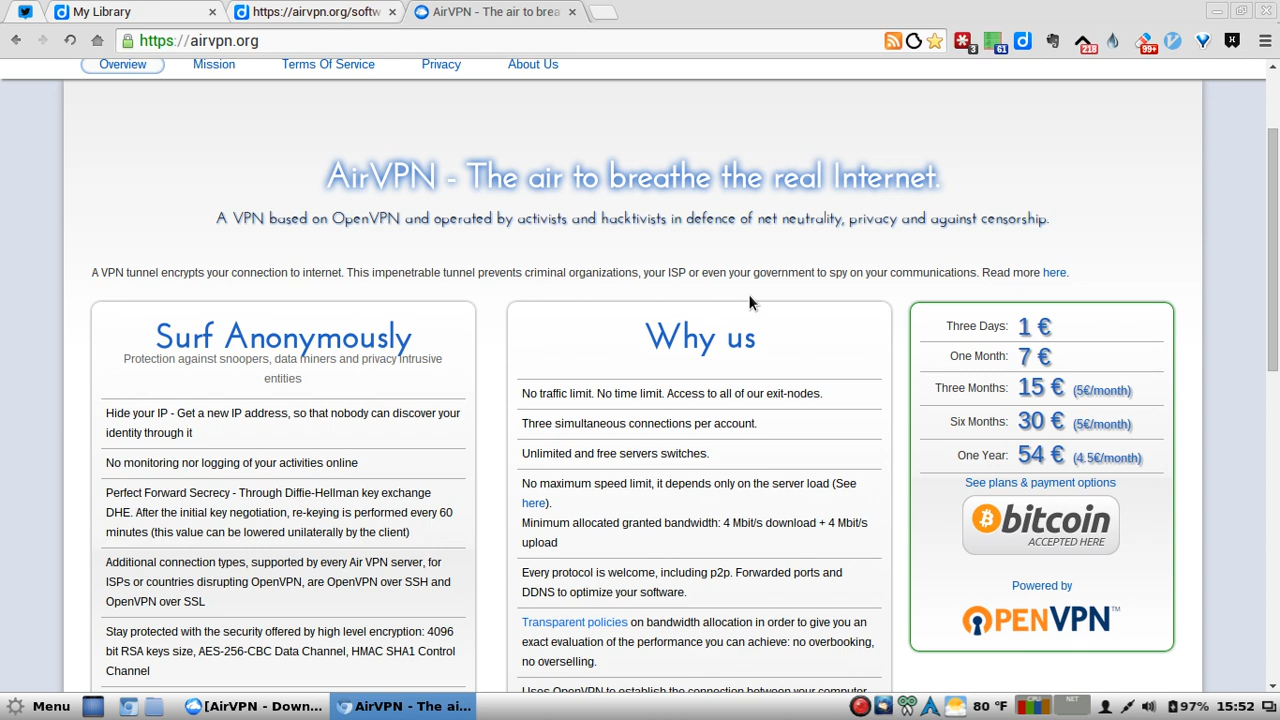 My Library
https://airvpn.org/softw
AirVPN - The air to brea
https://airvpn.org
3
61
218
99+
Overview
Mission
Terms Of Service
Privacy
About Us
AirVPN - The air to breathe the real Internet.
A VPN based on OpenVPN and operated by activists and hacktivists in defence of net neutrality, privacy and against censorship.
A VPN tunnel encrypts your connection to internet. This impenetrable tunnel prevents criminal organizations, your ISP or even your government to spy on your communications. Read more here.
Surf Anonymously
Protection against snoopers, data miners and privacy intrusive
entities
Hide your IP - Get a new IP address, so that nobody can discover your
identity through it
No monitoring nor logging of your activities online
Perfect Forward Secrecy - Through Diffie-Hellman key exchange
DHE. After the initial key negotiation, re-keying is performed every 60
minutes (this value can be lowered unilaterally by the client)
Additional connection types, supported by every Air VPN server, for
ISPs or countries disrupting OpenVPN, are OpenVPN over SSH and
OpenVPN over SSL
Stay protected with the security offered by high level encryption: 4096
bit RSA keys size, AES-256-CBC Data Channel, HMAC SHA1 Control
Channel
Why us
No traffic limit. No time limit. Access to all of our exit-nodes.
Three simultaneous connections per account.
Unlimited and free servers switches.
No maximum speed limit, it depends only on the server load (See
here).
Minimum allocated granted bandwidth: 4 Mbit/s download + 4 Mbit/s
upload
Every protocol is welcome, including p2p. Forwarded ports and
DDNS to optimize your software.
Transparent policies on bandwidth allocation in order to give you an
exact evaluation of the performance you can achieve: no overbooking,
no overselling.
Uses OpenVPN to establish the connection between your computer
Three Days: 1 €
One Month: 7 €
Three Months: 15 € (5€/month)
Six Months: 30 € (5€/month)
One Year: 54 € (4.5€/month)
See plans & payment options
bitcoin
ACCEPTED HERE
Powered by
OPENVPN™
Menu
[AirVPN - Down...
AirVPN - The ai...
80 °F
CPU
NET
97%
15:52